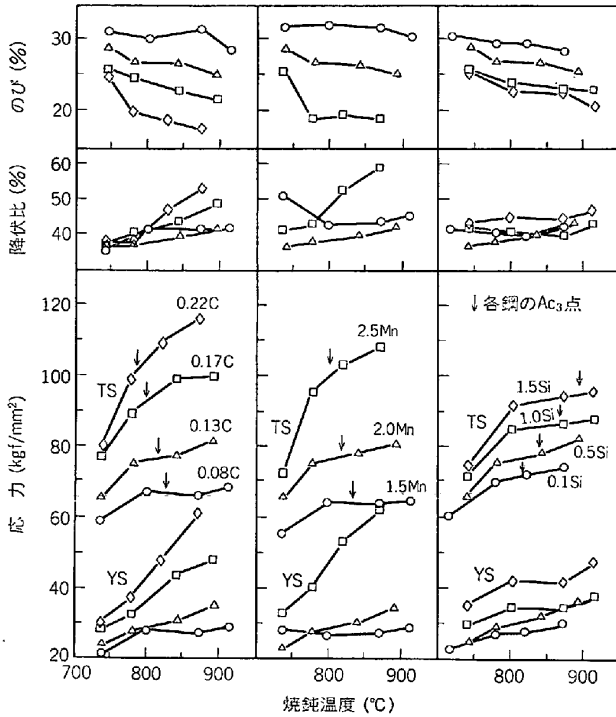 のび (%)
30
20
降伏比 (%)
60
50
40
応力 (kgf/mm²)
120
100
80
60
40
20
0.22C
0.17C
TS
0.13C
0.08C
YS
2.5Mn
TS
2.0Mn
1.5Mn
YS
↓各鋼のAc₃点
1.5Si
TS
1.0Si
0.5Si
0.1Si
YS
700 800 900 800 900 800 900
焼鈍温度 (℃)